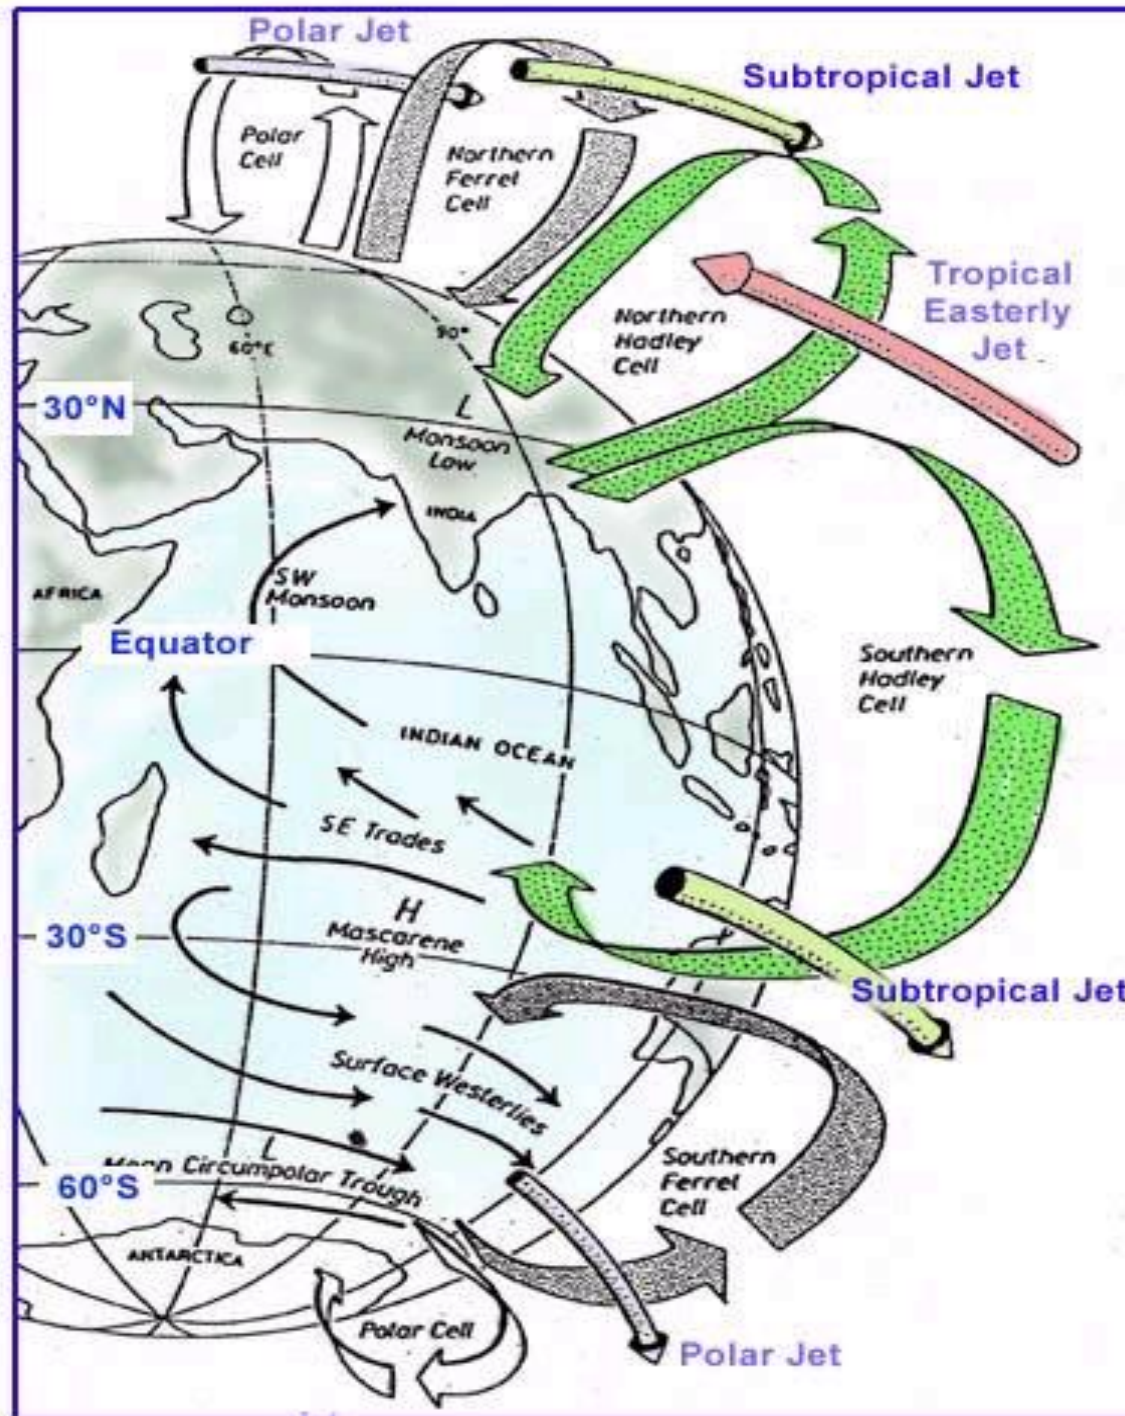 Polar Jet
Subtropical Jet
Polar
Cell
Northern
Ferrel
Cell
Tropical
Easterly
Jet
Northern
Hadley
Cell
60°E
90°
30°N
L
Monsoon
Low
INDIA
AFRICA
SW
Monsoon
Equator
Southern
Hadley
Cell
INDIAN OCEAN
SE Trades
H
Mascarene
High
30°S
Subtropical Jet
Surface Westerlies
L
Mean Circumpolar Trough
60°S
Southern
Ferrel
Cell
ANTARCTICA
Polar Cell
Polar Jet